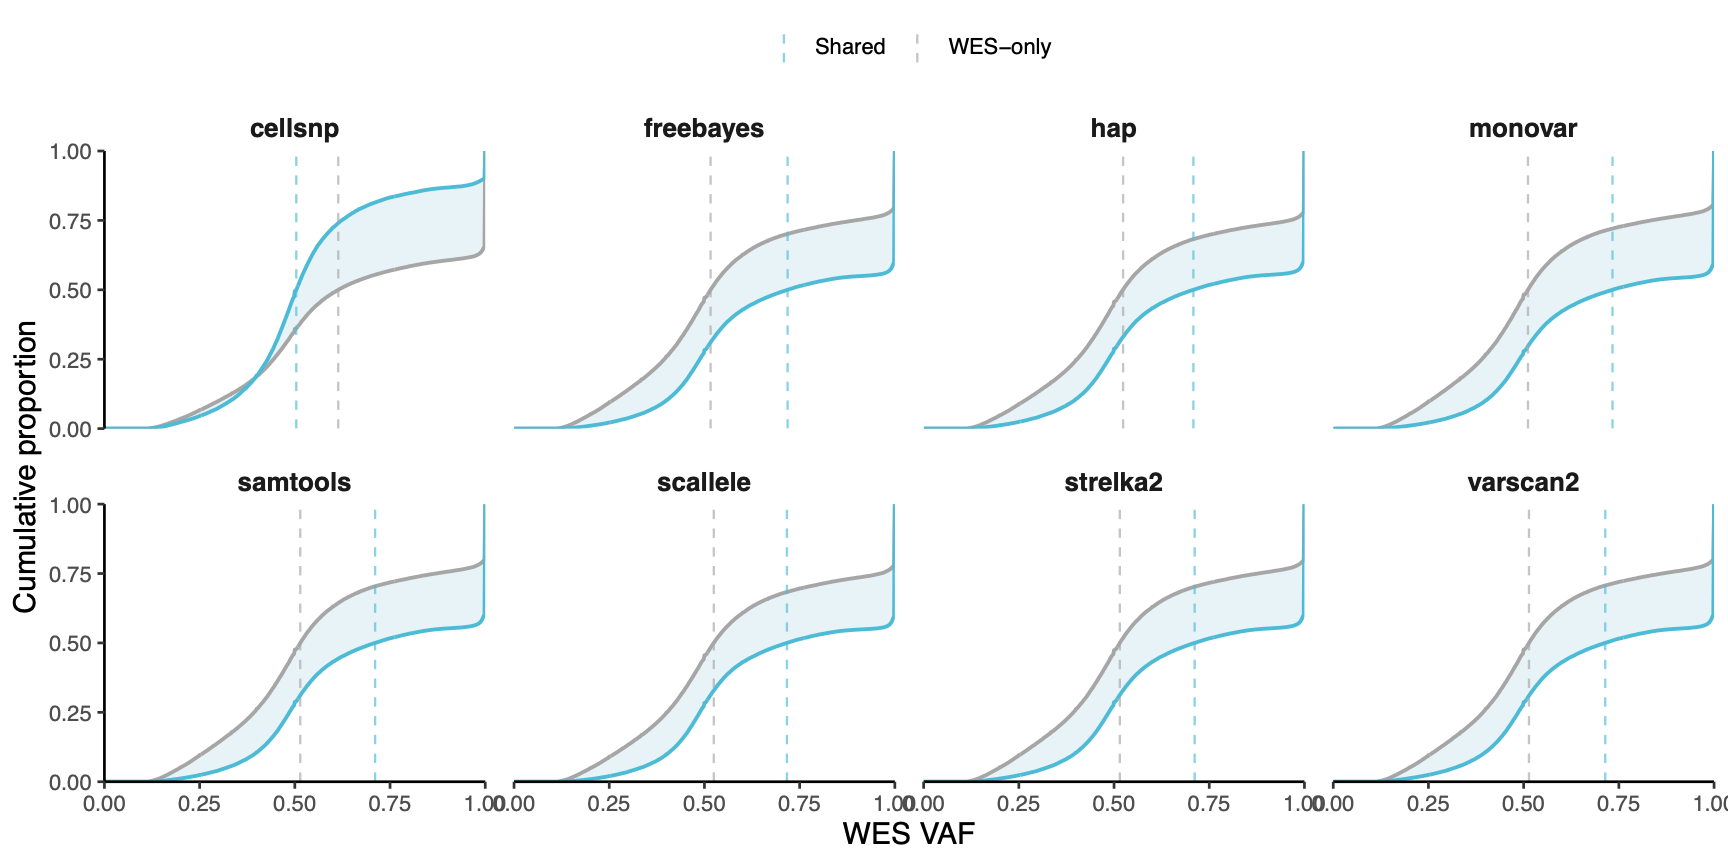 Shared WES−only
cellsnp freebayes hap monovar
1.00
0.75
0.50
0.25
0.00
Cumulative proportion
samtools scallele strelka2 varscan2
1.00
0.75
0.50
0.25
0.00
0.00 0.25 0.50 0.75 1.00 0.00 0.25 0.50 0.75 1.00 0.00 0.25 0.50 0.75 1.00 0.00 0.25 0.50 0.75 1.00
WES VAF